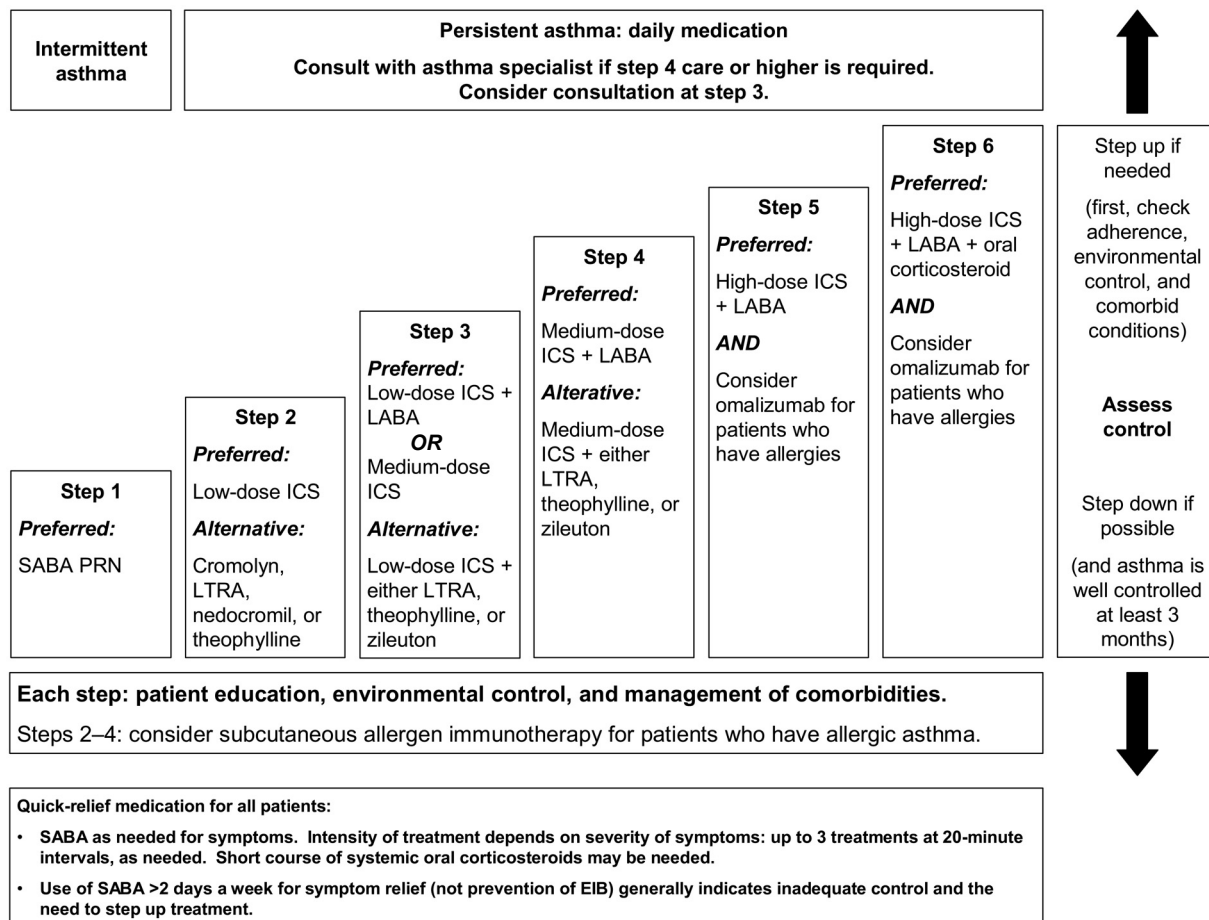 Intermittent
asthma
Persistent asthma: daily medication
Consult with asthma specialist if step 4 care or higher is required.
Consider consultation at step 3.
Step 1
Preferred:
SABA PRN
Step 2
Preferred:
Low-dose ICS
Alternative:
Cromolyn,
LTRA,
nedocromil, or
theophylline
Step 3
Preferred:
Low-dose ICS +
LABA
OR
Medium-dose
ICS
Alternative:
Low-dose ICS +
either LTRA,
theophylline, or
zileuton
Step 4
Preferred:
Medium-dose
ICS + LABA
Alterative:
Medium-dose
ICS + either
LTRA,
theophylline, or
zileuton
Step 5
Preferred:
High-dose ICS
+ LABA
AND
Consider
omalizumab for
patients who
have allergies
Step 6
Preferred:
High-dose ICS
+ LABA + oral
corticosteroid
AND
Consider
omalizumab for
patients who
have allergies
Step up if
needed
(first, check
adherence,
environmental
control, and
comorbid
conditions)
Assess
control
Step down if
possible
(and asthma is
well controlled
at least 3
months)
Each step: patient education, environmental control, and management of comorbidities.
Steps 2–4: consider subcutaneous allergen immunotherapy for patients who have allergic asthma.
Quick-relief medication for all patients:
• SABA as needed for symptoms. Intensity of treatment depends on severity of symptoms: up to 3 treatments at 20-minute
intervals, as needed. Short course of systemic oral corticosteroids may be needed.
• Use of SABA >2 days a week for symptom relief (not prevention of EIB) generally indicates inadequate control and the
need to step up treatment.